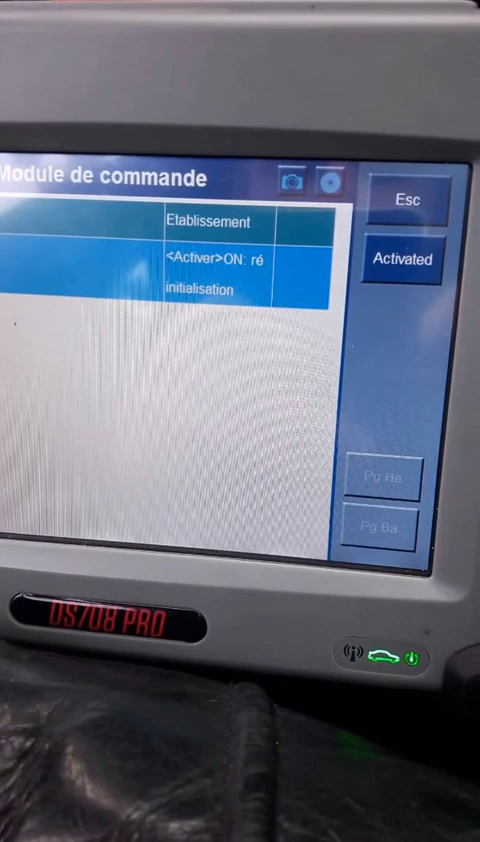 Module de commande
Esc
Etablissement
<Activer>ON: ré
initialisation
Activated
Pg Ha
Pg Ba
DS708 PRO